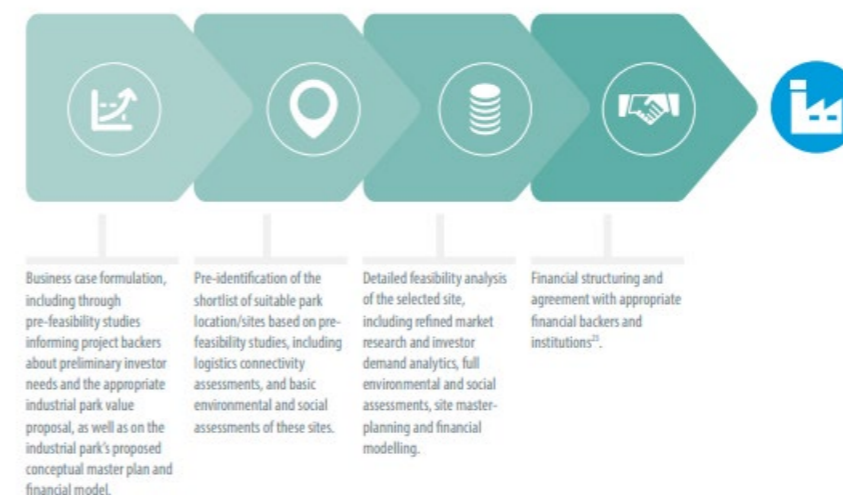 Business case formulation,
including through
pre-feasibility studies
informing project backers
about preliminary investor
needs and the appropriate
industrial park value
proposal, as well as on the
industrial park's proposed
conceptual master plan and
financial model.
Pre-identification of the
shortlist of suitable park
location/sites based on pre-
feasibility studies, including
logistics connectivity
assessments, and basic
environmental and social
assessments of these sites.
Detailed feasibility analysis
of the selected site,
including refined market
research and investor
demand analytics, full
environmental and social
assessments, site master-
planning and financial
modelling.
Financial structuring and
agreement with appropriate
financial backers and
institutions.